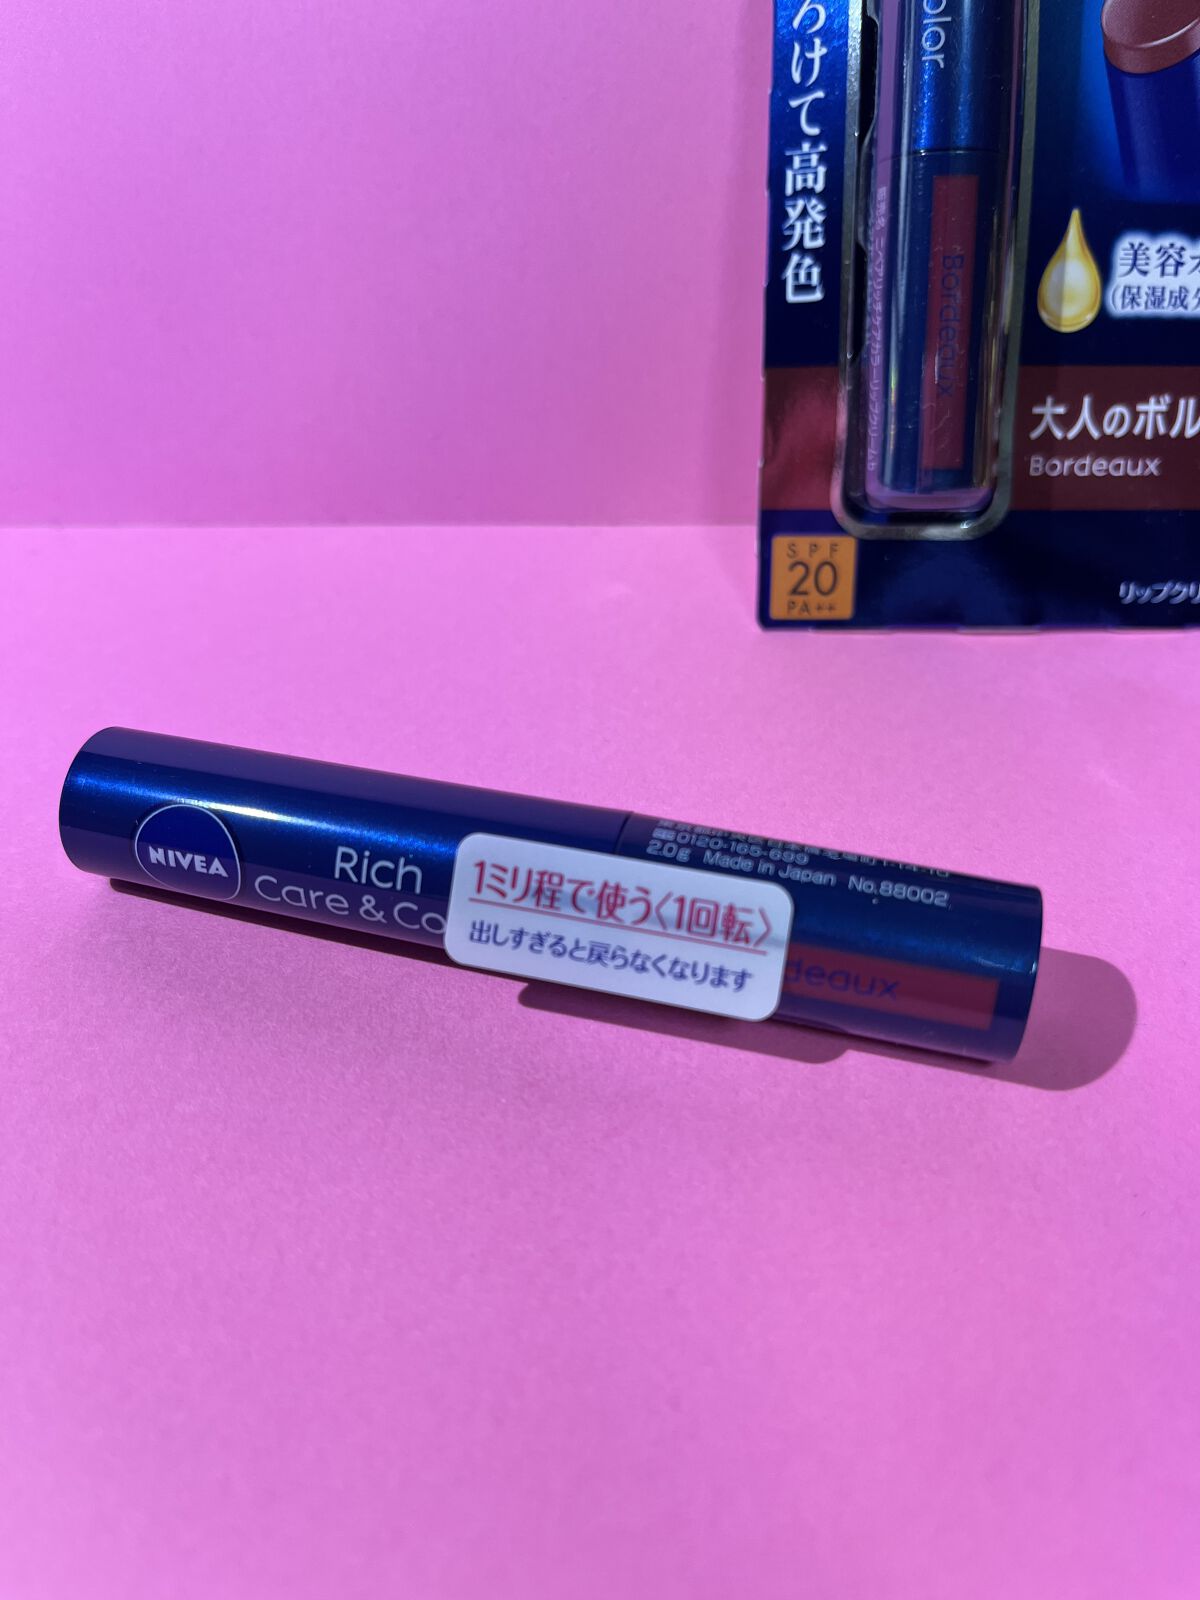 ろけて高発色
olor
Bordeaux
美容オ
(保湿成分
大人のボル
Bordeaux
SPF
20
PA++
リップクリ
NIVEA
Rich
Care & Co
1ミリ程で使う〈1回転〉
出しすぎると戻らなくなります
0120-165-699
2.0g Made in Japan No.88002
deaux